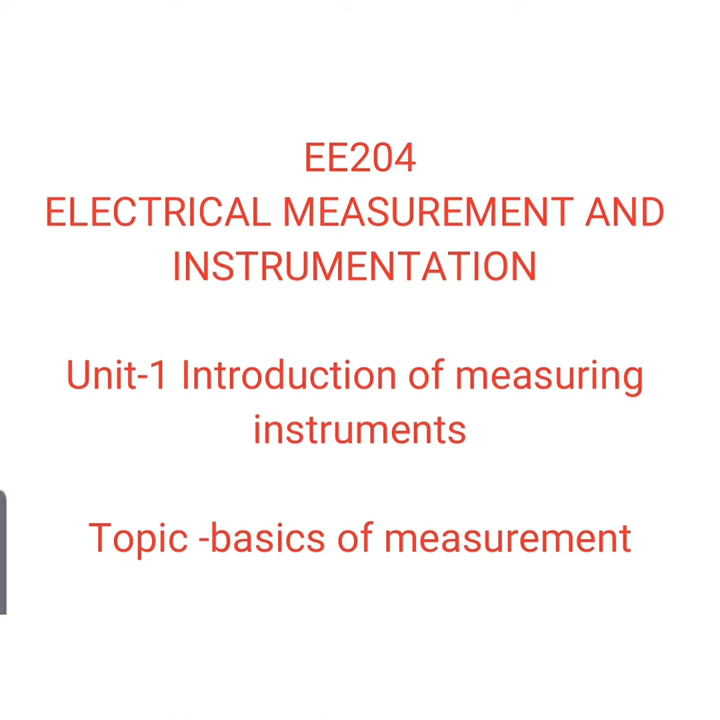 EE204
ELECTRICAL MEASUREMENT AND
INSTRUMENTATION
Unit-1 Introduction of measuring
instruments
Topic -basics of measurement